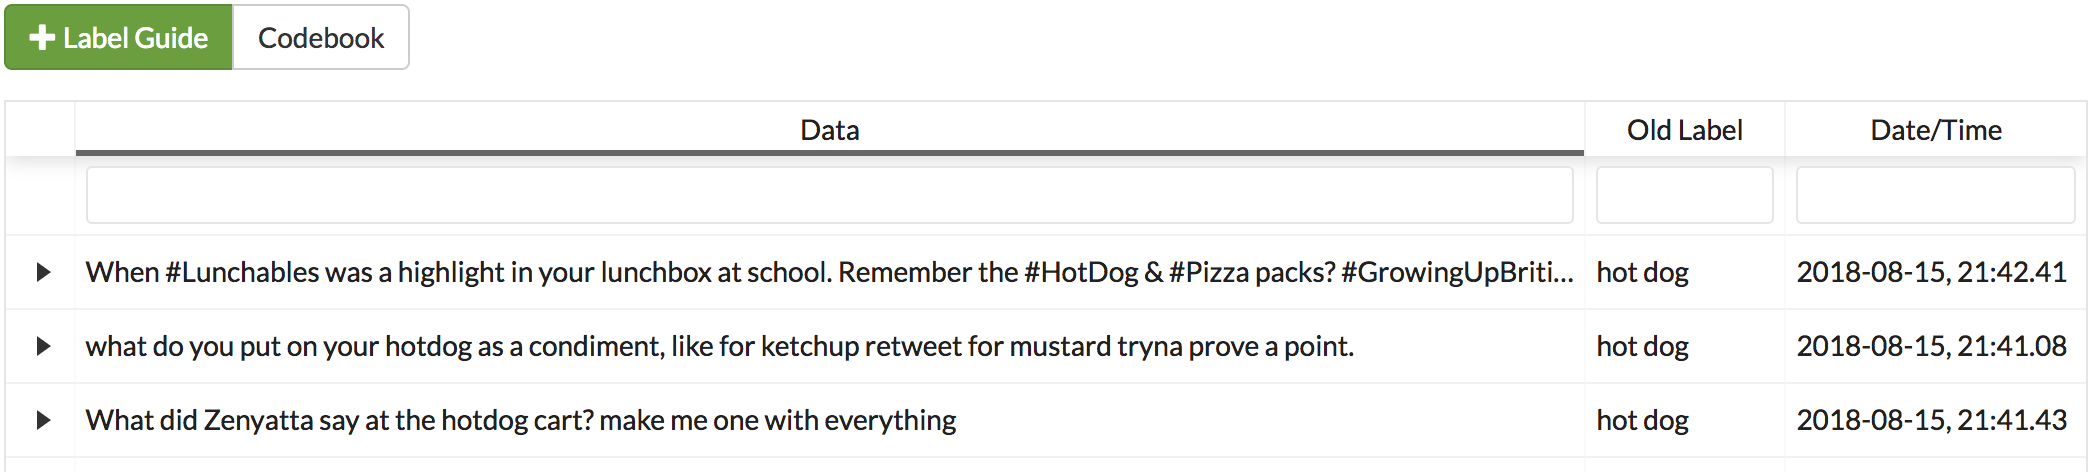 Label Guide Codebook
Data Old Label Date/Time
When #Lunchables was a highlight in your lunchbox at school. Remember the #HotDog & #Pizza packs? #GrowingUpBriti... hot dog 2018-08-15, 21:42.41
what do you put on your hotdog as a condiment, like for ketchup retweet for mustard tryna prove a point. hot dog 2018-08-15, 21:41.08
What did Zenyatta say at the hotdog cart? make me one with everything hot dog 2018-08-15, 21:41.43